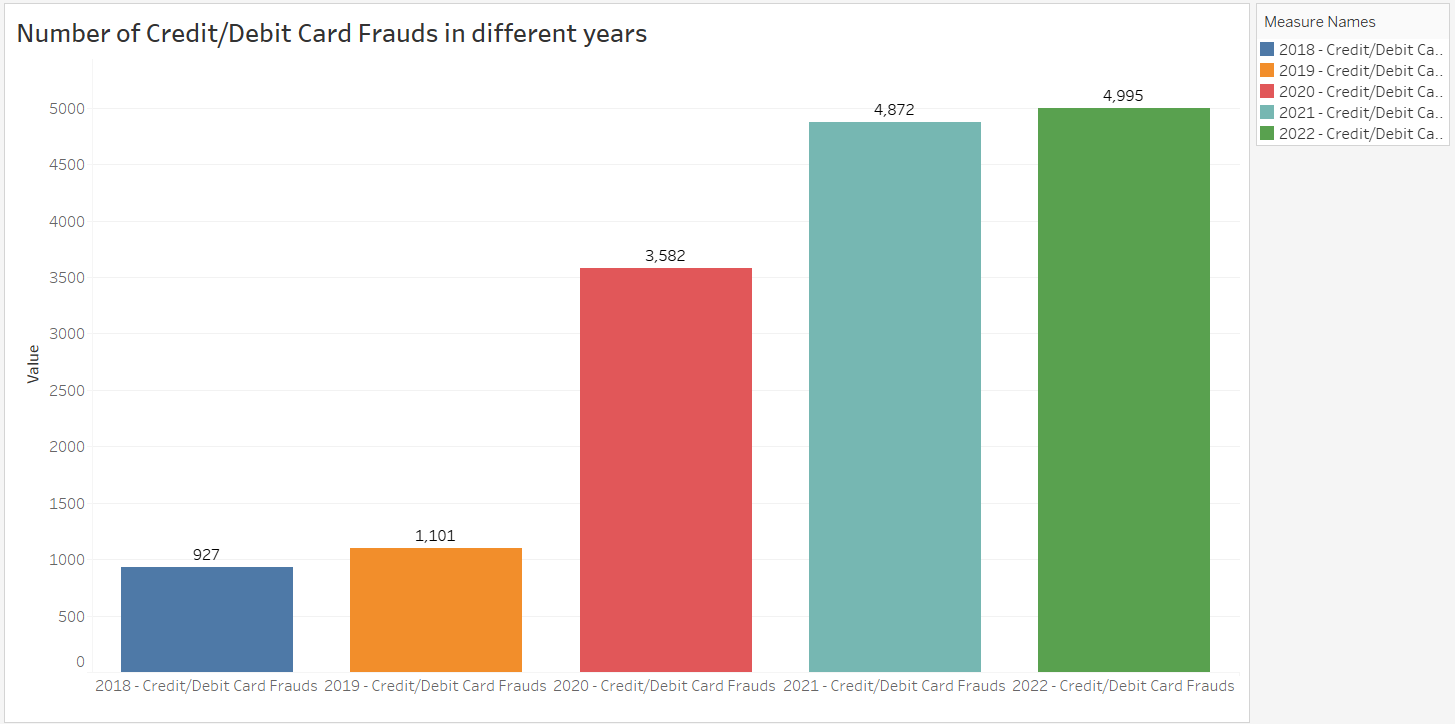 Number of Credit/Debit Card Frauds in different years
Measure Names
2018 - Credit/Debit Ca..
2019 - Credit/Debit Ca..
2020 - Credit/Debit Ca..
2021 - Credit/Debit Ca..
2022 - Credit/Debit Ca..
Value
5000
4500
4000
3500
3000
2500
2000
1500
1000
500
0
927
1,101
3,582
4,872
4,995
2018 - Credit/Debit Card Frauds
2019 - Credit/Debit Card Frauds
2020 - Credit/Debit Card Frauds
2021 - Credit/Debit Card Frauds
2022 - Credit/Debit Card Frauds